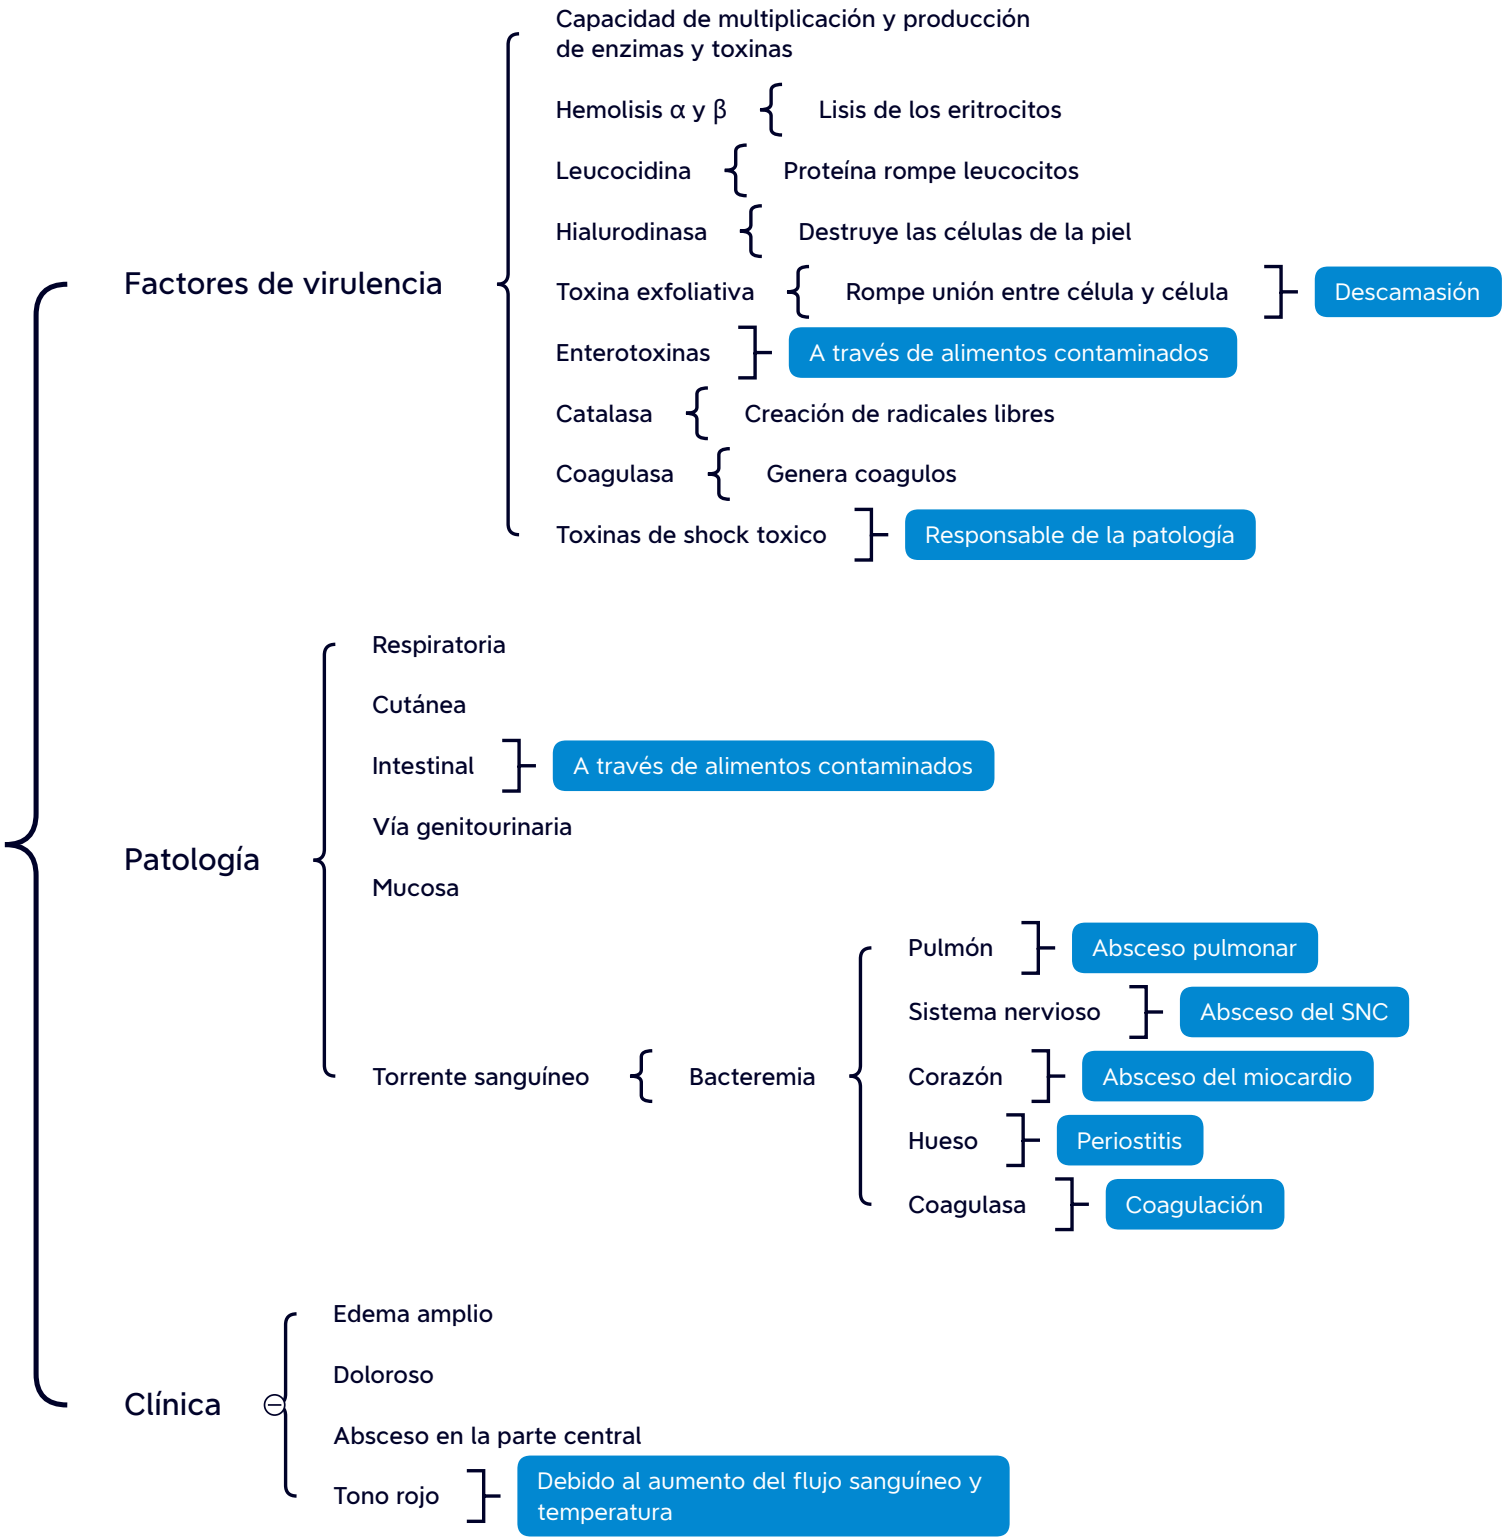 Capacidad de multiplicación y producción
de enzimas y toxinas
Hemolisis α y β
Lisis de los eritrocitos
Leucocidina
Proteína rompe leucocitos
Hialurodinasa
Destruye las células de la piel
Factores de virulencia
Toxina exfoliativa
Rompe unión entre célula y célula
Descamasión
Enterotoxinas
A través de alimentos contaminados
Catalasa
Creación de radicales libres
Coagulasa
Genera coagulos
Toxinas de shock toxico
Responsable de la patología
Respiratoria
Cutánea
Intestinal
A través de alimentos contaminados
Vía genitourinaria
Patología
Mucosa
Pulmón
Absceso pulmonar
Sistema nervioso
Absceso del SNC
Torrente sanguíneo
Bacteremia
Corazón
Absceso del miocardio
Hueso
Periostitis
Coagulasa
Coagulación
Edema amplio
Doloroso
Clínica
Absceso en la parte central
Tono rojo
Debido al aumento del flujo sanguíneo y
temperatura